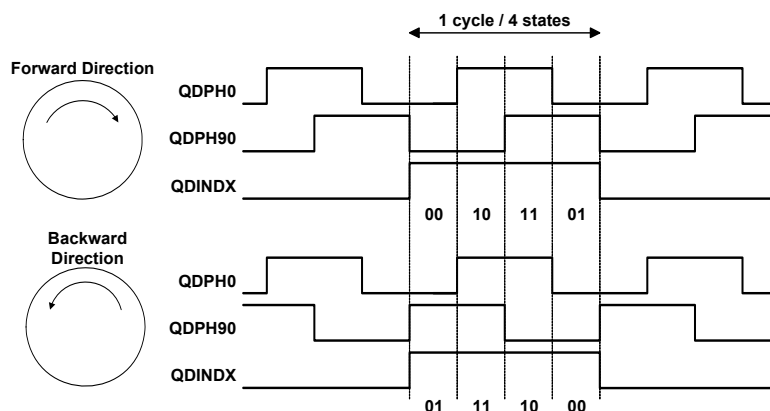 1 cycle / 4 states
Forward Direction
QDPH0
QDPH90
QDINDX
00 10 11 01
Backward
Direction
QDPH0
QDPH90
QDINDX
01 11 10 00